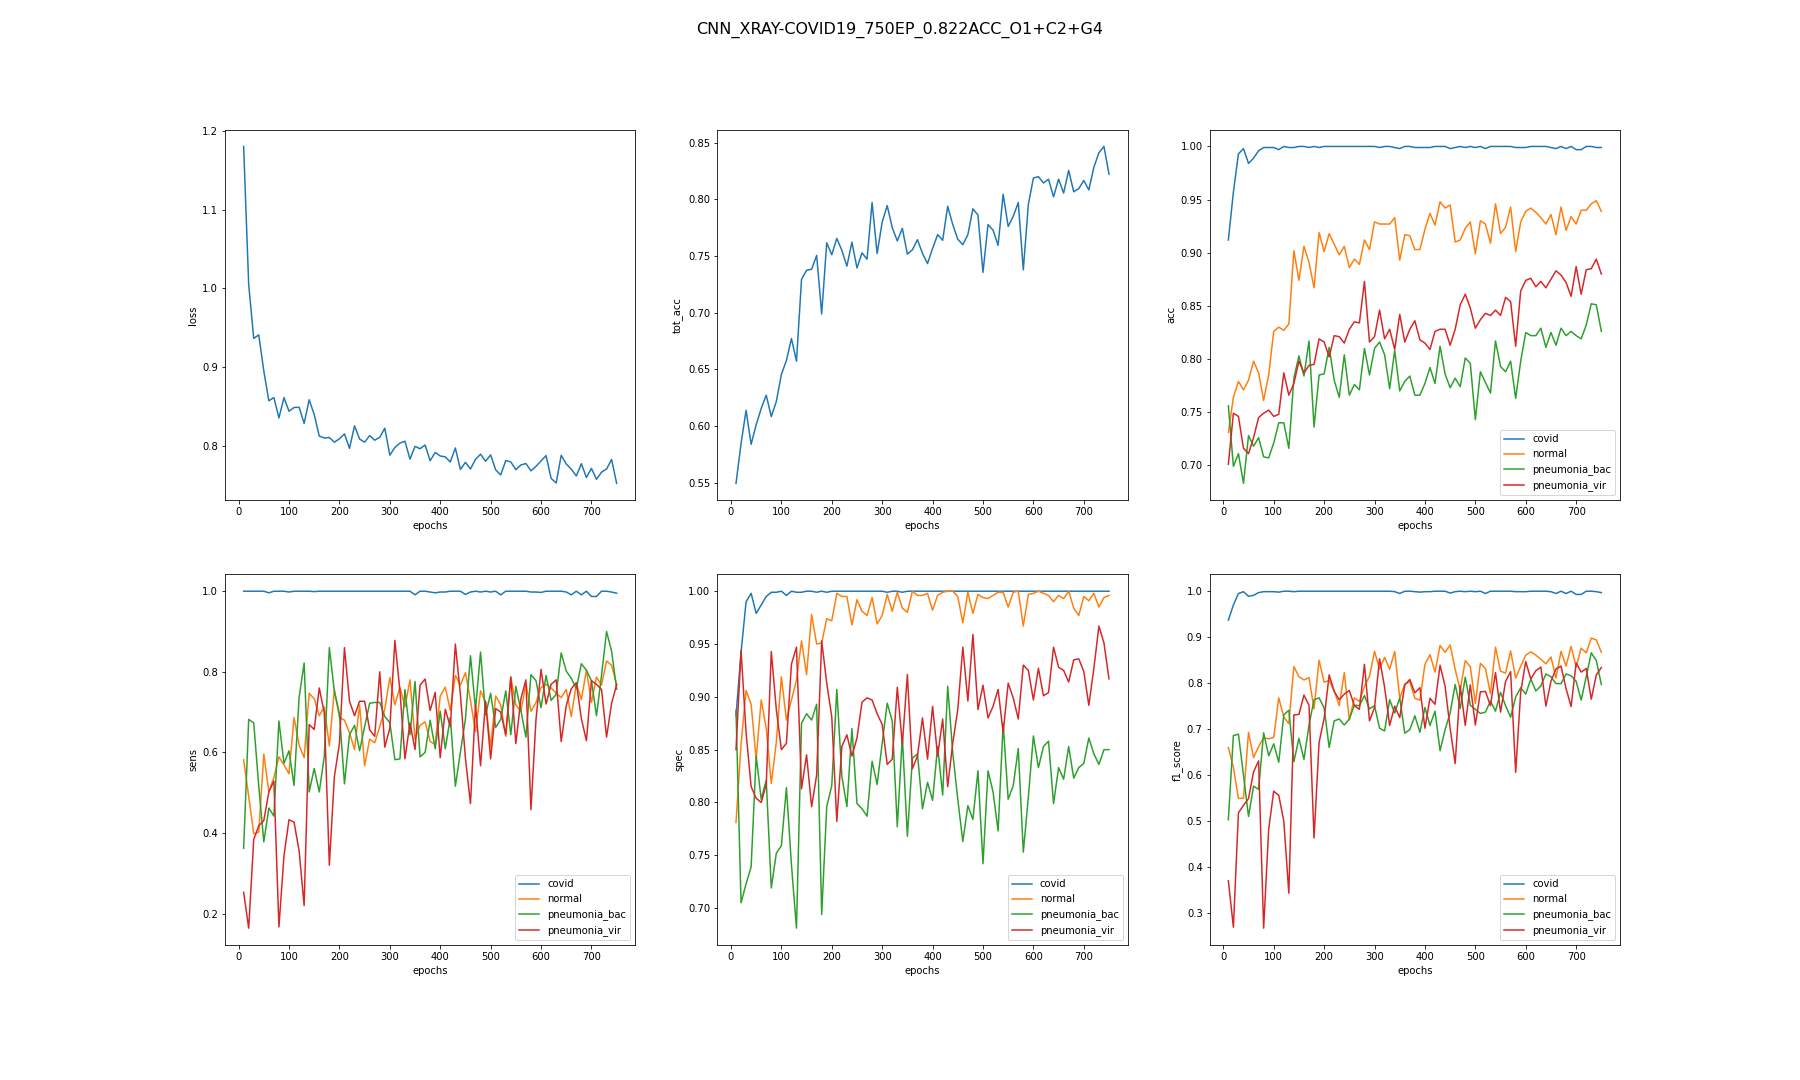 CNN_XRAY-COVID19_750EP_0.822ACC_O1+C2+G4
1.2
1.1
1.0
0.9
0.8
loss
0 100 200 300 400 500 600 700
epochs
0.85
0.80
0.75
0.70
0.65
0.60
0.55
tot_acc
0 100 200 300 400 500 600 700
epochs
1.00
0.95
0.90
0.85
0.80
0.75
0.70
acc
covid
normal
pneumonia_bac
pneumonia_vir
0 100 200 300 400 500 600 700
epochs
1.0
0.8
0.6
0.4
0.2
sens
covid
normal
pneumonia_bac
pneumonia_vir
0 100 200 300 400 500 600 700
epochs
1.00
0.95
0.90
0.85
0.80
0.75
0.70
spec
covid
normal
pneumonia_bac
pneumonia_vir
0 100 200 300 400 500 600 700
epochs
1.0
0.9
0.8
0.7
0.6
0.5
0.4
0.3
f1_score
covid
normal
pneumonia_bac
pneumonia_vir
0 100 200 300 400 500 600 700
epochs